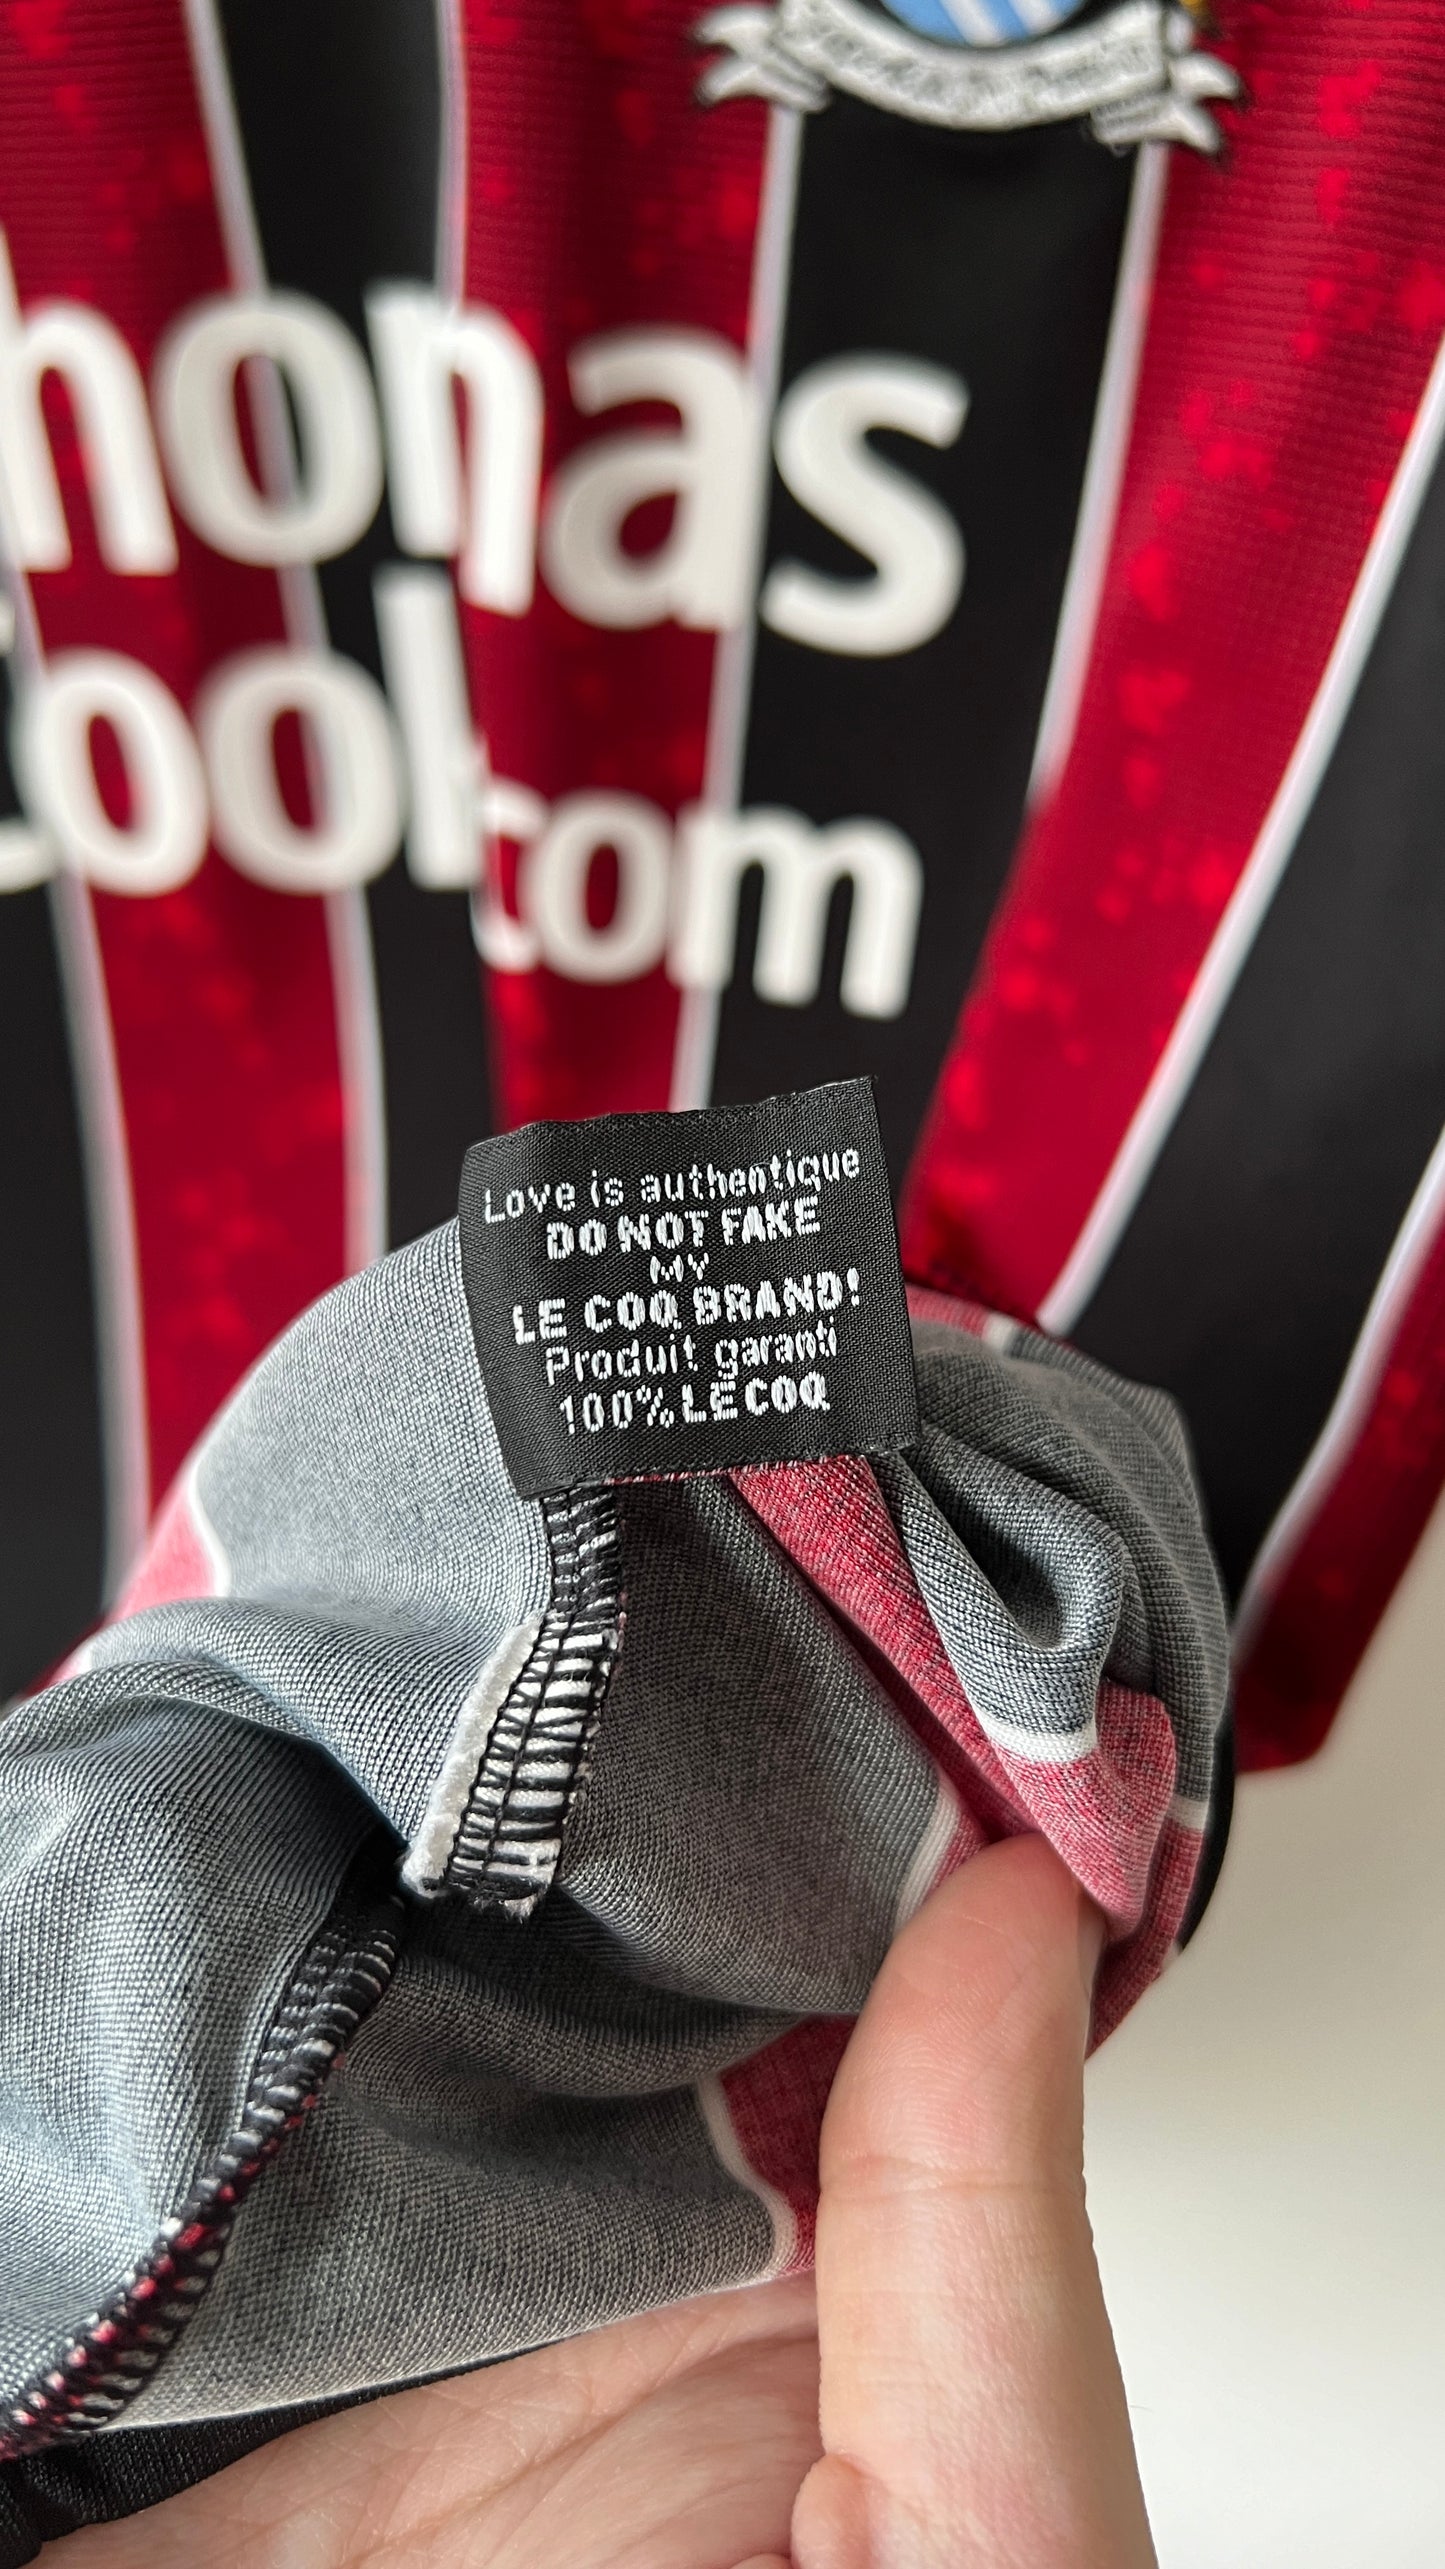 homas
cook.com
Love is authentique
DO NOT FAKE
MY
LE COQ BRAND!
Produit garanti
100% LE COQ